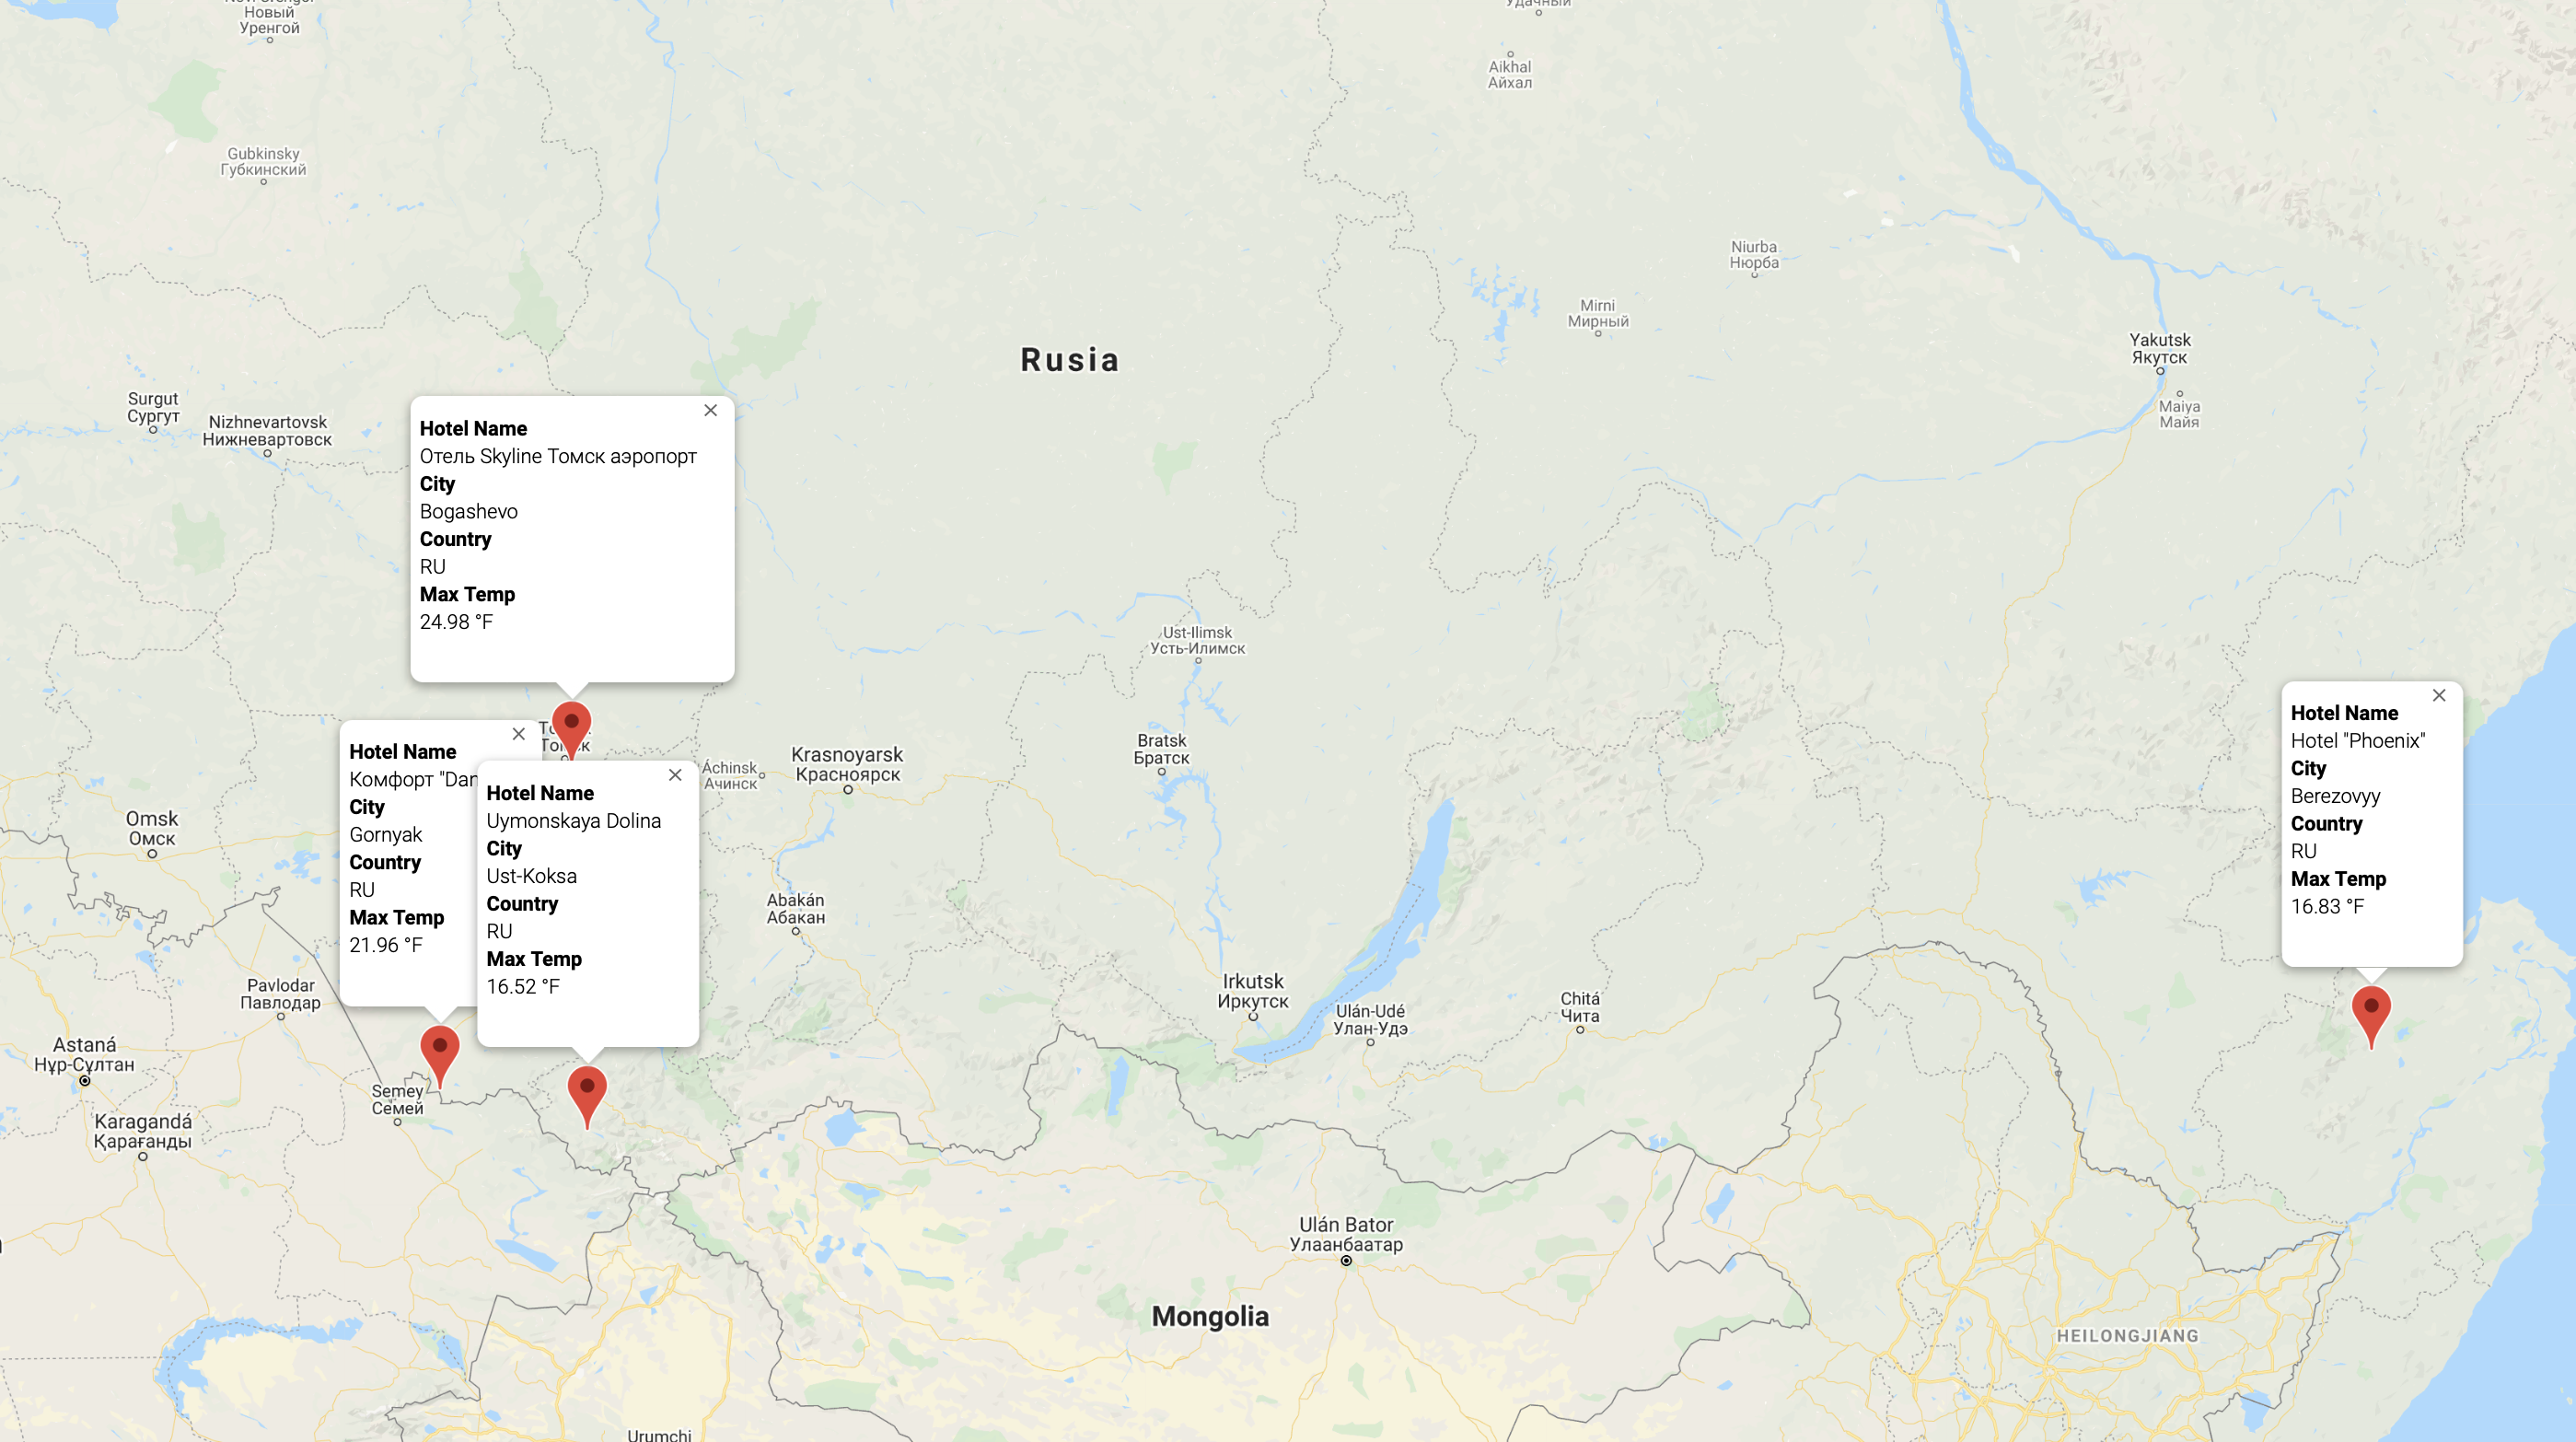 Новый
Уренгой
Удачный
Aikhal
Айхал
Gubkinsky
Губкинский
Niurba
Нюрба
Mirni
Мирный
Yakutsk
Якутск
Maiya
Майя
Rusia
Surgut
Сургут
Nizhnevartovsk
Нижневартовск
Hotel Name
Отель Skyline Томск аэропорт
City
Bogashevo
Country
RU
Max Temp
24.98 °F
Ust-Ilimsk
Усть-Илимск
Hotel Name
Комфорт
City
Gornyak
Country
RU
Max Temp
21.96 °F
Hotel Name
Uymonskaya Dolina
City
Ust-Koksa
Country
RU
Max Temp
16.52 °F
Hotel Name
Hotel "Phoenix"
City
Berezovyy
Country
RU
Max Temp
16.83 °F
Áchinsk
Ачинск
Krasnoyarsk
Красноярск
Bratsk
Братск
Omsk
Омск
Abakán
Абакан
Pavlodar
Павлодар
Irkutsk
Иркутск
Ulán-Udé
Улан-Удэ
Chitá
Чита
Astaná
Нұр-Сұлтан
Semey
Семей
Karagandá
Қарағанды
Ulán Bator
Улаанбаатар
Mongolia
HEILONGJIANG
Urumchi